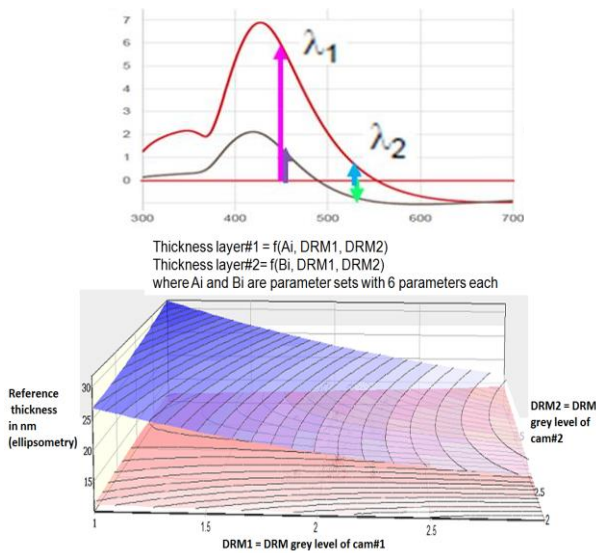 7
6
5
4
3
2
1
0
λ1
λ2
300 400 500 600 700
Thickness layer#1 = f(Ai, DRM1, DRM2)
Thickness layer#2= f(Bi, DRM1, DRM2)
where Ai and Bi are parameter sets with 6 parameters each
Reference
thickness
in nm
(ellipsometry)
30
25
20
15
DRM2 = DRM
grey level of
cam#2
2.5
2
1 1.5 2 2.5
DRM1 = DRM grey level of cam#1